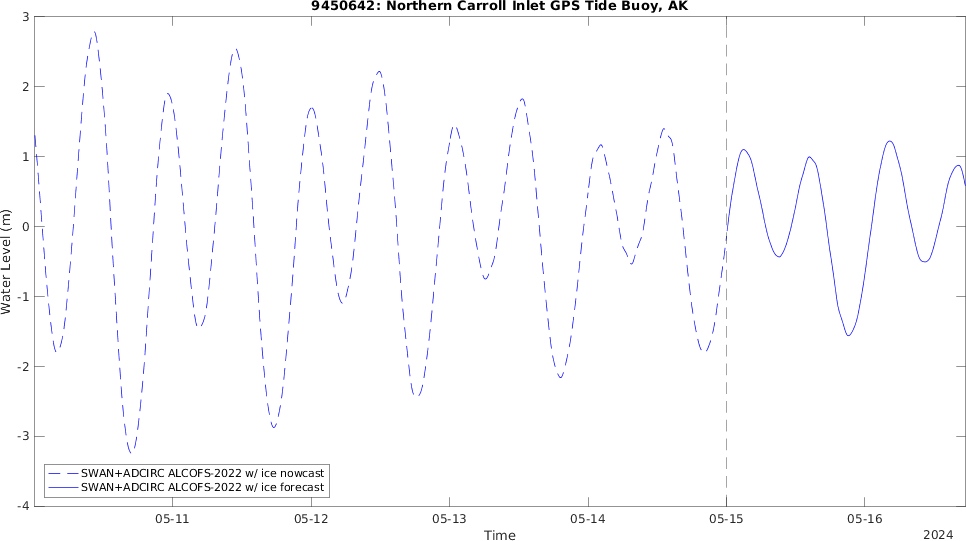 9450642: Northern Carroll Inlet GPS Tide Buoy, AK
3
2
1
0
-1
-2
-3
-4
Water Level (m)
SWAN+ADCIRC ALCOFS-2022 w/ ice nowcast
SWAN+ADCIRC ALCOFS-2022 w/ ice forecast
05-11 05-12 05-13 05-14 05-15 05-16
Time
2024